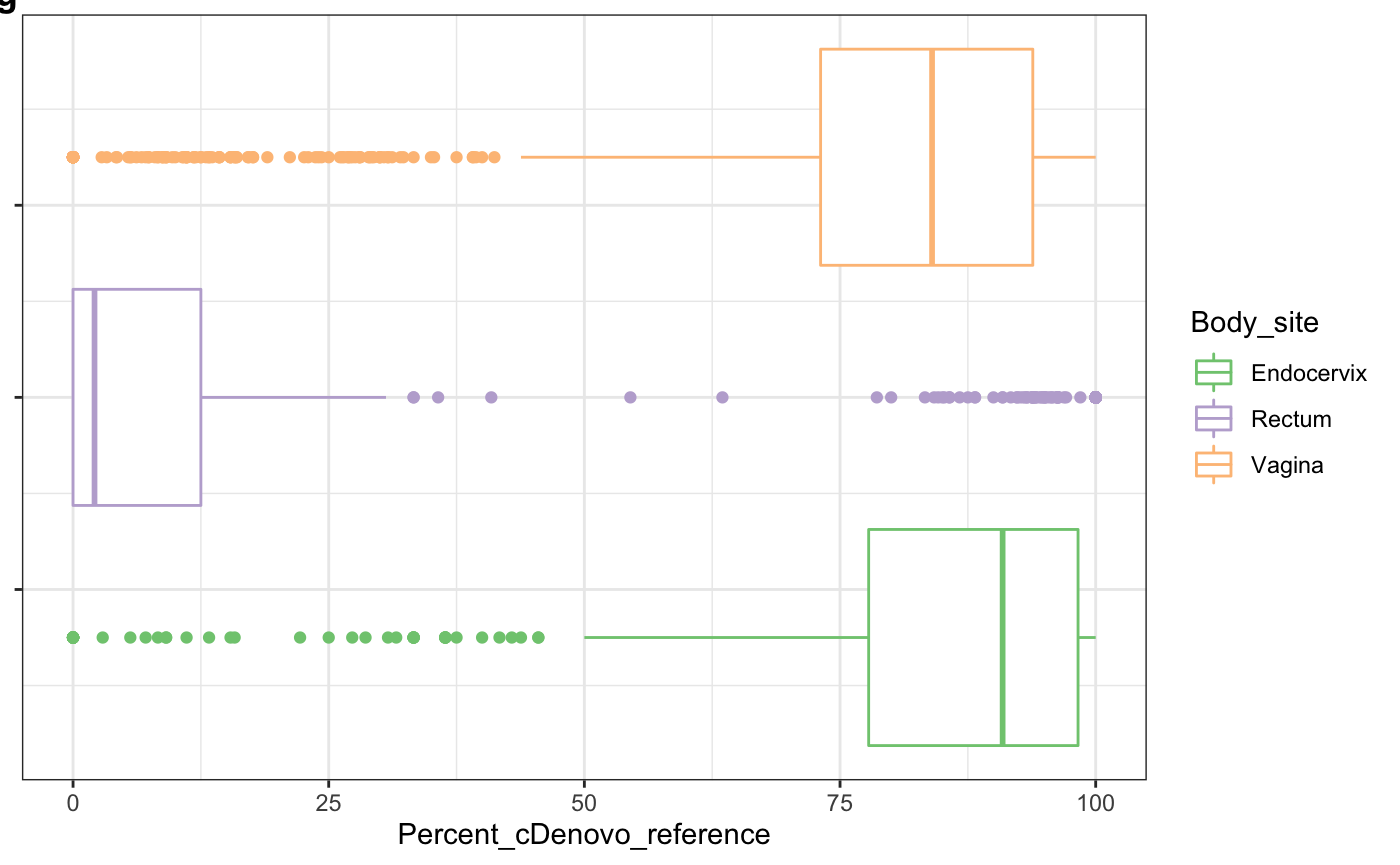 g
Body_site
Endocervix
Rectum
Vagina
0 25 50 75 100
Percent_cDenovo_reference